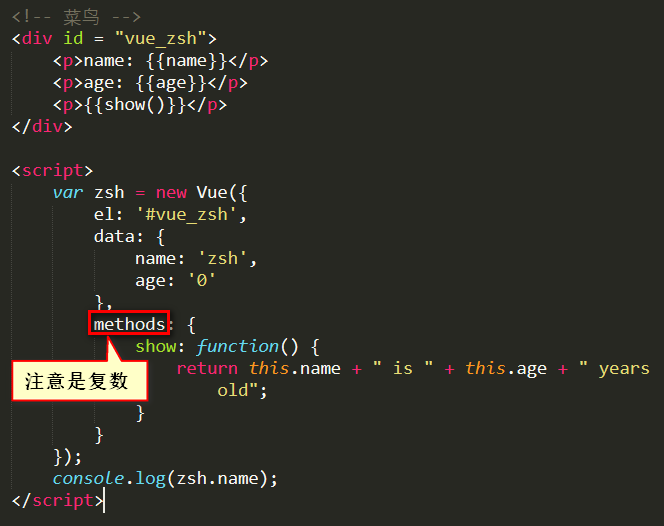 <!-- 菜鸟 -->
<div id = "vue_zsh">
    <p>name: {{name}}</p>
    <p>age: {{age}}</p>
    <p>{{show()}}</p>
</div>

<script>
    var zsh = new Vue({
        el: '#vue_zsh',
        data: {
            name: 'zsh',
            age: '0'
        },
        methods: {
            show: function() {
注意是复数
                return this.name + " is " + this.age + " years
                    old";
            }
        }
    });
    console.log(zsh.name);
</script>